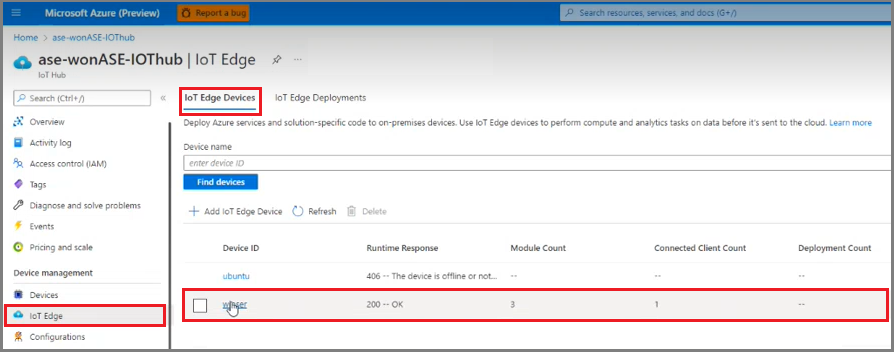 Microsoft Azure (Preview)
Report a bug
Search resources, services, and docs (G+/)
Home > ase-wonASE-IOThub
ase-wonASE-IOThub | IoT Edge
IoT Hub
Search (Ctrl+/)
Overview
Activity log
Access control (IAM)
Tags
Diagnose and solve problems
Events
Pricing and scale
Device management
Devices
IoT Edge
Configurations
IoT Edge Devices
IoT Edge Deployments
Deploy Azure services and solution-specific code to on-premises devices. Use IoT Edge devices to perform compute and analytics tasks on data before it's sent to the cloud. Learn more
Device name
enter device ID
Find devices
Add IoT Edge Device
Refresh
Delete
Device ID Runtime Response Module Count Connected Client Count Deployment Count
ubuntu 406 -- The device is offline or not... -- -- --
200 -- OK 3 1 --